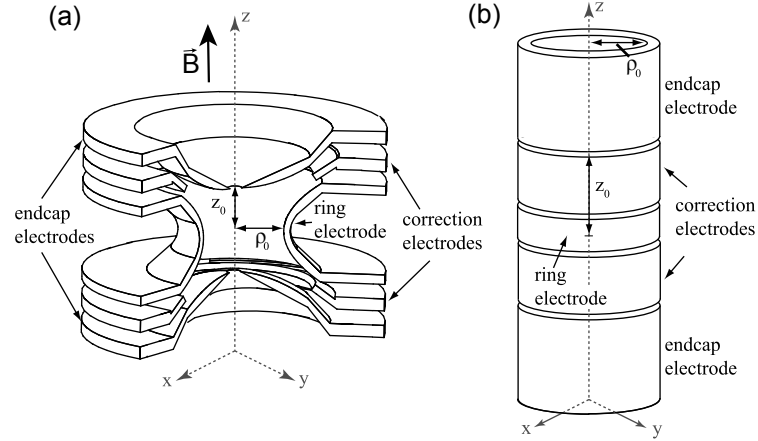 (a)
z
B
z₀
ρ₀
ring
electrode
endcap
electrodes
correction
electrodes
x
y
(b)
z
ρ₀
endcap
electrode
z₀
correction
electrodes
ring
electrode
endcap
electrode
x
y